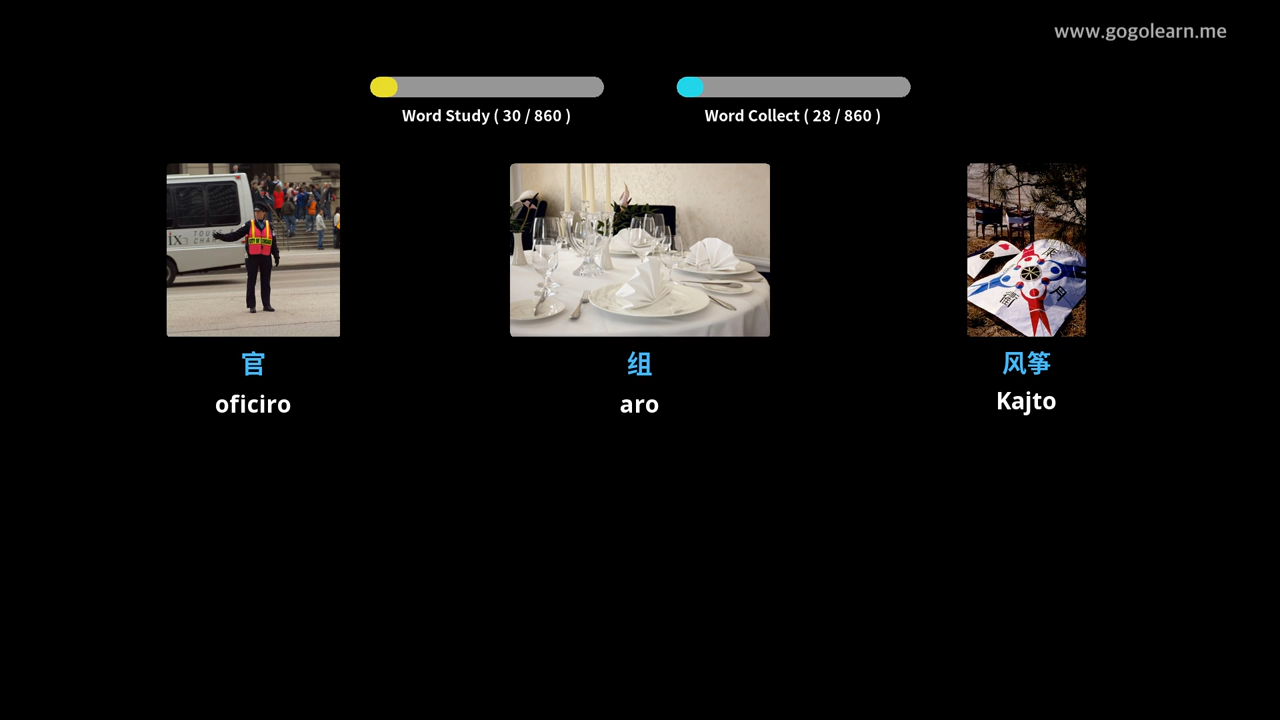 www.gogolearn.me
Word Study ( 30 / 860 )
Word Collect ( 28 / 860 )
官
组
风筝
oficiro
aro
Kajto